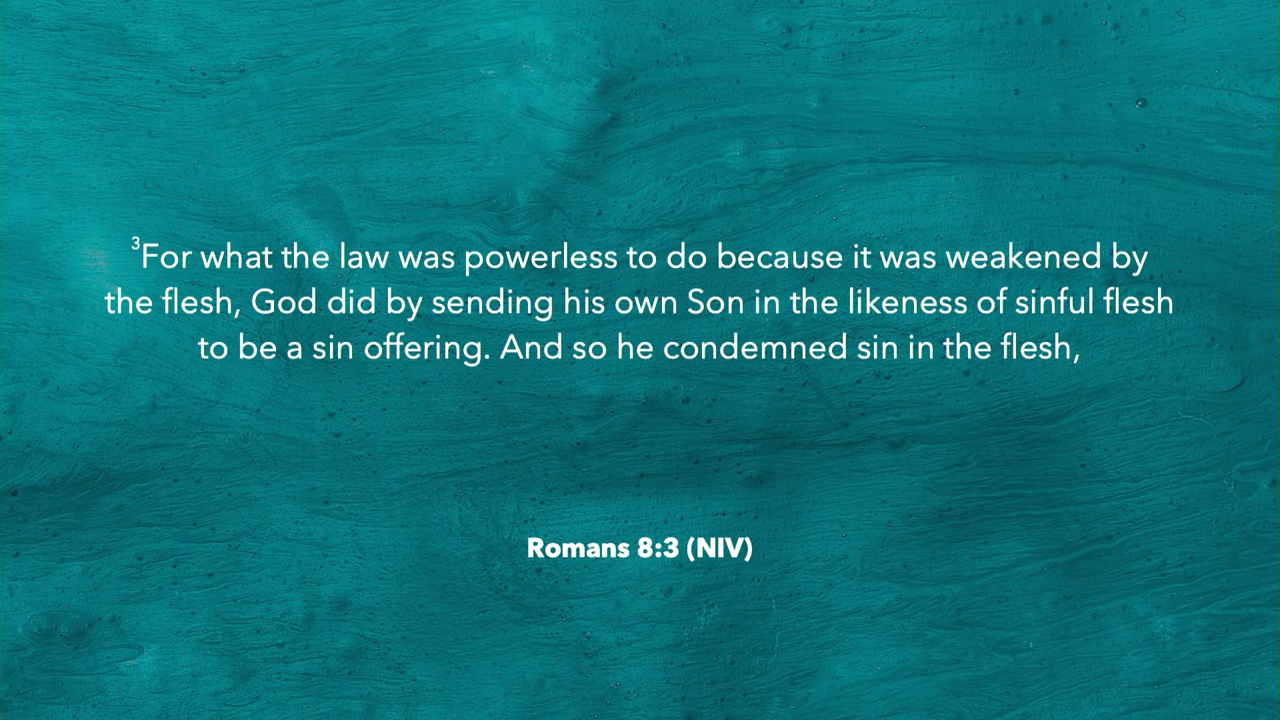 ³For what the law was powerless to do because it was weakened by
the flesh, God did by sending his own Son in the likeness of sinful flesh
to be a sin offering. And so he condemned sin in the flesh,
Romans 8:3 (NIV)